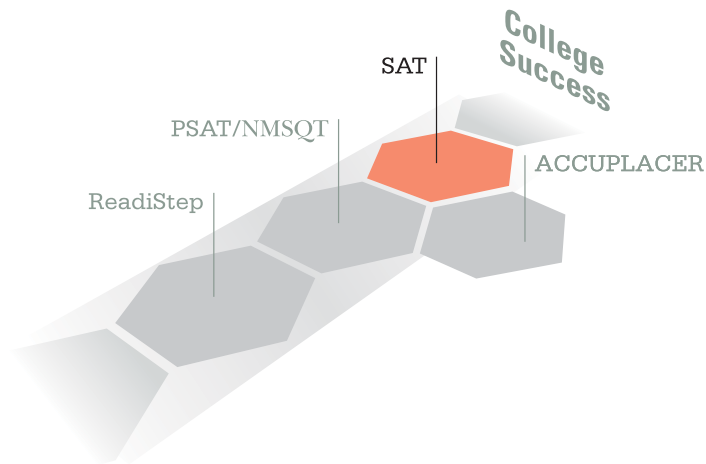 College
Success
SAT
PSAT/NMSQT
ACCUPLACER
ReadiStep